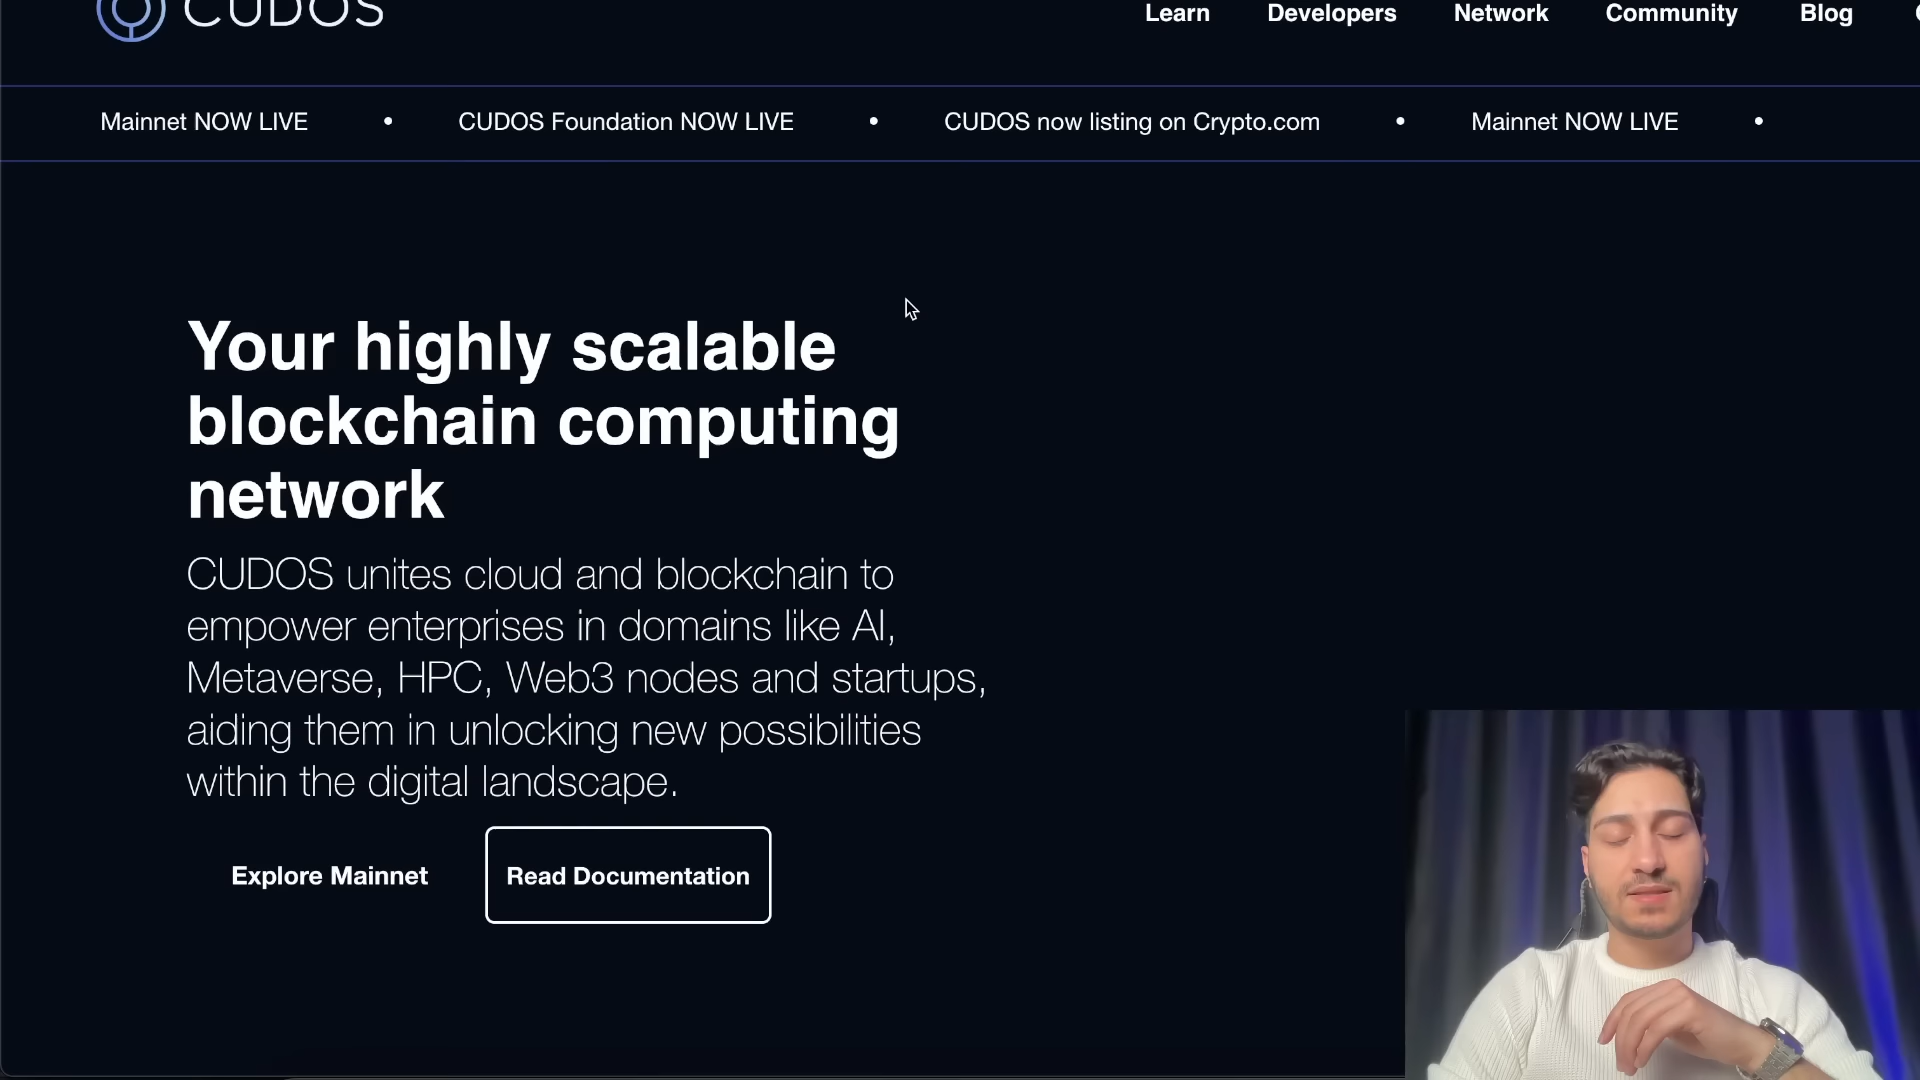 CUDOS
Learn Developers Network Community Blog
Mainnet NOW LIVE • CUDOS Foundation NOW LIVE • CUDOS now listing on Crypto.com • Mainnet NOW LIVE •
Your highly scalable
blockchain computing
network
CUDOS unites cloud and blockchain to
empower enterprises in domains like AI,
Metaverse, HPC, Web3 nodes and startups,
aiding them in unlocking new possibilities
within the digital landscape.
Explore Mainnet Read Documentation